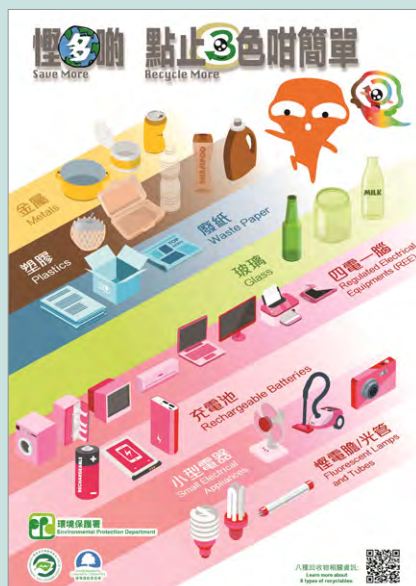 慳多啲 點止3色咁簡單
Save More Recycle More
金屬
Metals
塑膠
Plastics
廢紙
Waste Paper
玻璃
Glass
四電一腦
Regulated Electrical
Equipments (REE)
充電池
Rechargeable Batteries
小型電器
Small Electrical
Appliances
慳電膽/光管
Fluorescent Lamps
and Tubes
SHAMPOO
MILK
RECHARGEABLE
環境保護署
Environmental Protection Department
八種回收物相關資訊:
Learn more about
8 types of recyclables